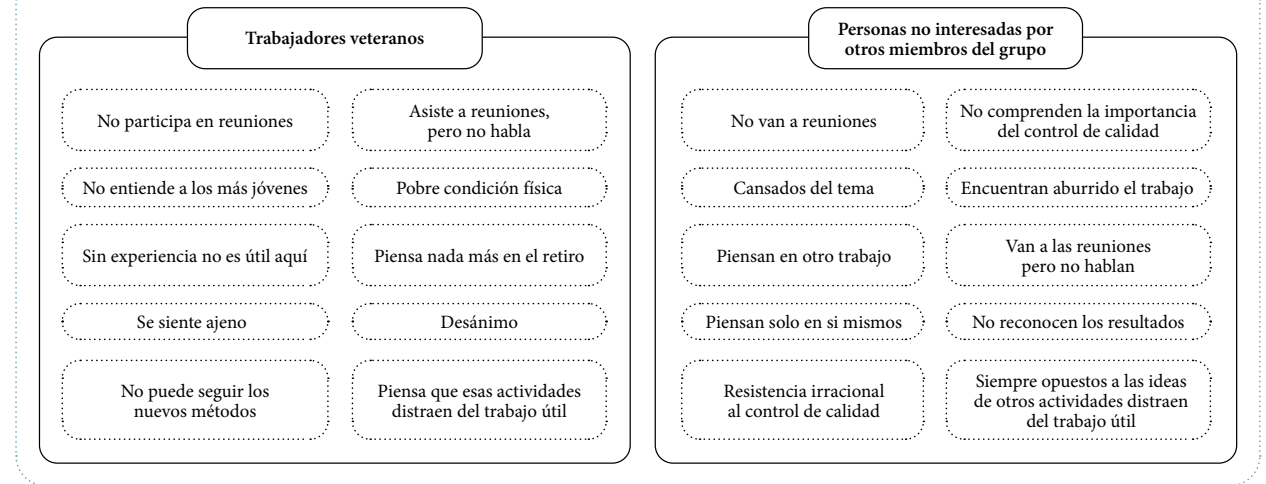 Trabajadores veteranos
No participa en reuniones
Asiste a reuniones,
pero no habla
No entiende a los más jóvenes
Pobre condición física
Sin experiencia no es útil aquí
Piensa nada más en el retiro
Se siente ajeno
Desánimo
No puede seguir los
nuevos métodos
Piensa que esas actividades
distraen del trabajo útil
Personas no interesadas por
otros miembros del grupo
No van a reuniones
No comprenden la importancia
del control de calidad
Cansados del tema
Encuentran aburrido el trabajo
Piensan en otro trabajo
Van a las reuniones
pero no hablan
Piensan solo en si mismos
No reconocen los resultados
Resistencia irracional
al control de calidad
Siempre opuestos a las ideas
de otros actividades distraen
del trabajo útil